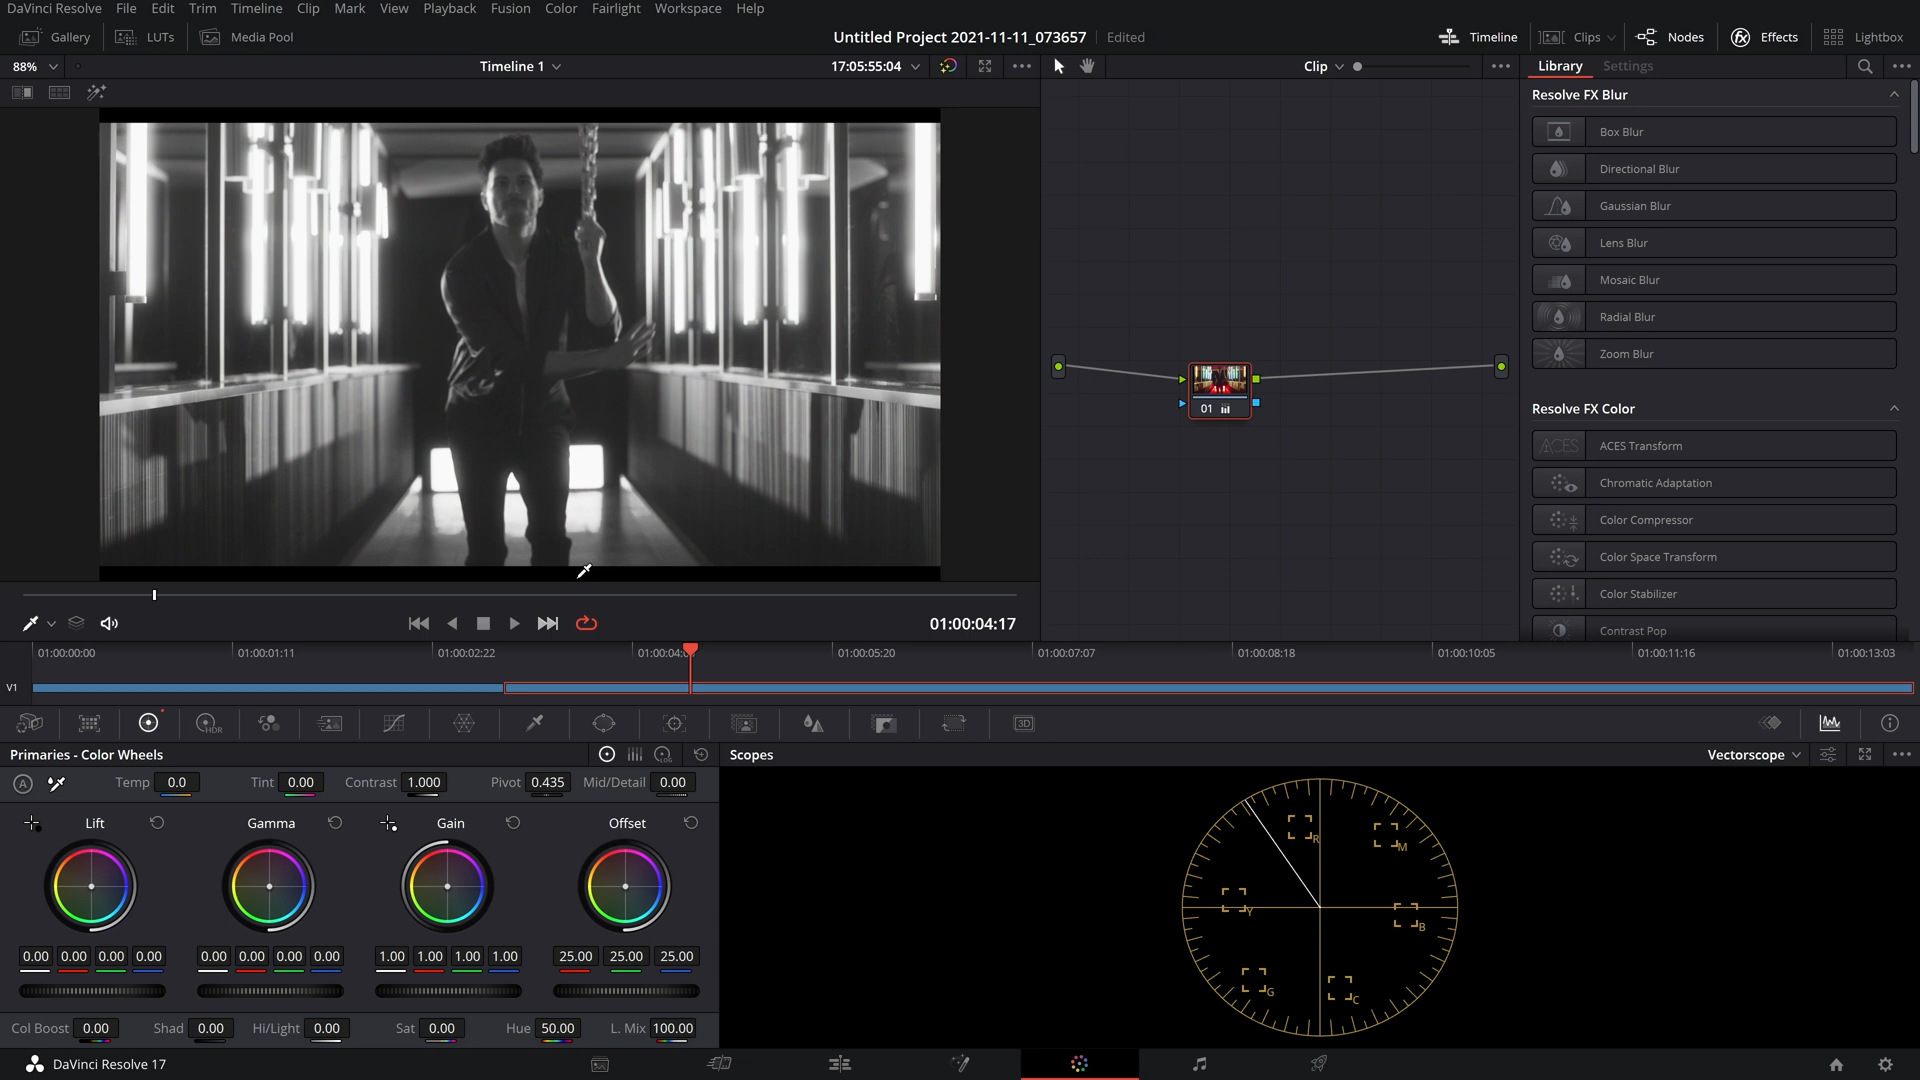 DaVinci Resolve File Edit Trim Timeline Clip Mark View Playback Fusion Color Fairlight Workspace Help
Gallery LUTs Media Pool Untitled Project 2021-11-11_073657 Edited Timeline Clips Nodes Effects Lightbox
88% Timeline 1 17:05:55:04 Clip Library Settings
Resolve FX Blur
Box Blur
Directional Blur
Gaussian Blur
Lens Blur
Mosaic Blur
Radial Blur
Zoom Blur
01
Resolve FX Color
ACES ACES Transform
Chromatic Adaptation
Color Compressor
Color Space Transform
Color Stabilizer
Contrast Pop
01:00:04:17
01:00:00:00 01:00:01:11 01:00:02:22 01:00:04: 01:00:05:20 01:00:07:07 01:00:08:18 01:00:10:05 01:00:11:16 01:00:13:03
V1
HDR 3D
Primaries - Color Wheels LOG Scopes Vectorscope
A Temp 0.0 Tint 0.00 Contrast 1.000 Pivot 0.435 Mid/Detail 0.00
Lift Gamma Gain Offset
R M
Y B
G C
0.00 0.00 0.00 0.00 0.00 0.00 0.00 0.00 1.00 1.00 1.00 1.00 25.00 25.00 25.00
Col Boost 0.00 Shad 0.00 Hi/Light 0.00 Sat 0.00 Hue 50.00 L. Mix 100.00
DaVinci Resolve 17